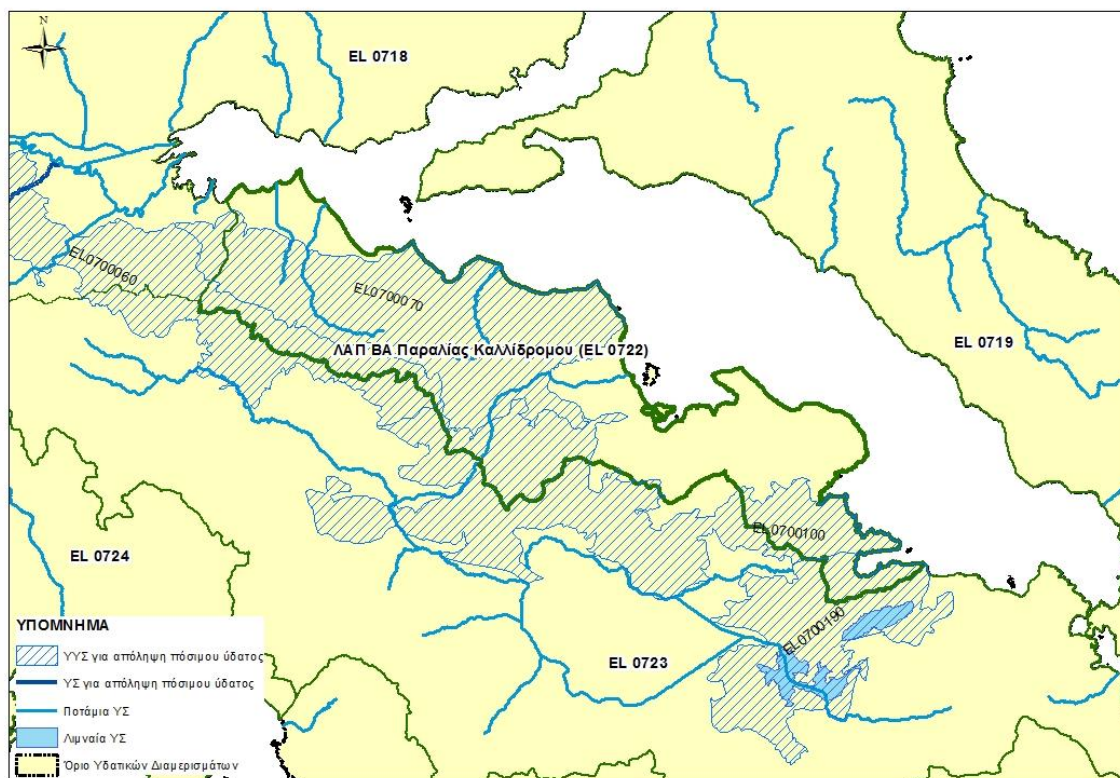 N
EL 0718
EL0700060
EL0700070
ΛΑΠ ΒΑ Παραλίας Καλλίδρομου (EL 0722)
EL 0719
EL0700100
EL 0724
EL0700190
EL 0723
ΥΠΟΜΝΗΜΑ
ΥΥΣ για απόληψη πόσιμου ύδατος
ΥΣ για απόληψη πόσιμου ύδατος
Ποτάμια ΥΣ
Λιμναία ΥΣ
Όριο Υδατικών Διαμερισμάτων